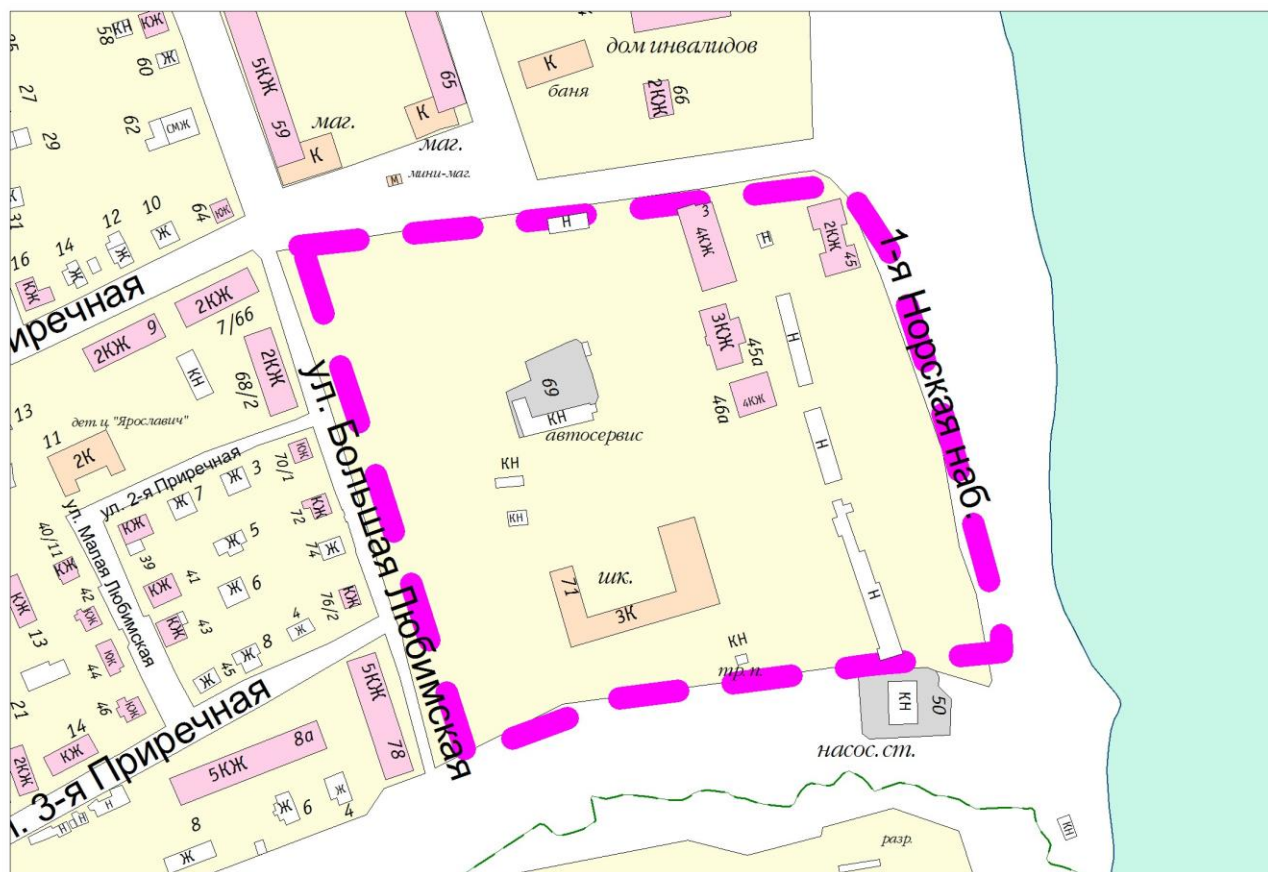 58
КН
КЖ
60
Ж
27
29
62
СМЖ
5КЖ
59
65
К
маг.
К
маг.
м
мини-маг.
дом инвалидов
К
баня
2КЖ
66
31
К
12
10
Ж
Ж
64
КЖ
16
КЖ
14
Ж
иречная
2КЖ
9
2КЖ
7/66
2КЖ
68/2
КН
Н
3
4КЖ
Н
2КЖ
45
1-я Норская наб.
3КЖ
45а
4КЖ
46а
Н
Н
Н
69
КН
автосервис
КН
КН
шк.
71
3К
КН
тр. п.
КН
50
насос. ст.
13
дет. ц. "Ярославич"
11
2К
ул. 2-я Приречная
ул. Малая Любимская
ул. Большая Любимская
3
Ж
7
Ж
70/1
КЖ
72
КЖ
5
Ж
74
Ж
КЖ
39
40/11
КЖ
41
КЖ
6
Ж
76/2
КЖ
42
КЖ
43
КЖ
4
Ж
8
Ж
45
Ж
КЖ
13
44
КЖ
46
КЖ
21
14
КЖ
2КЖ
л. 3-я Приречная
5КЖ
8а
5КЖ
78
Н
Н
Н
6
Ж
4
Ж
8
Ж
разр.
КН